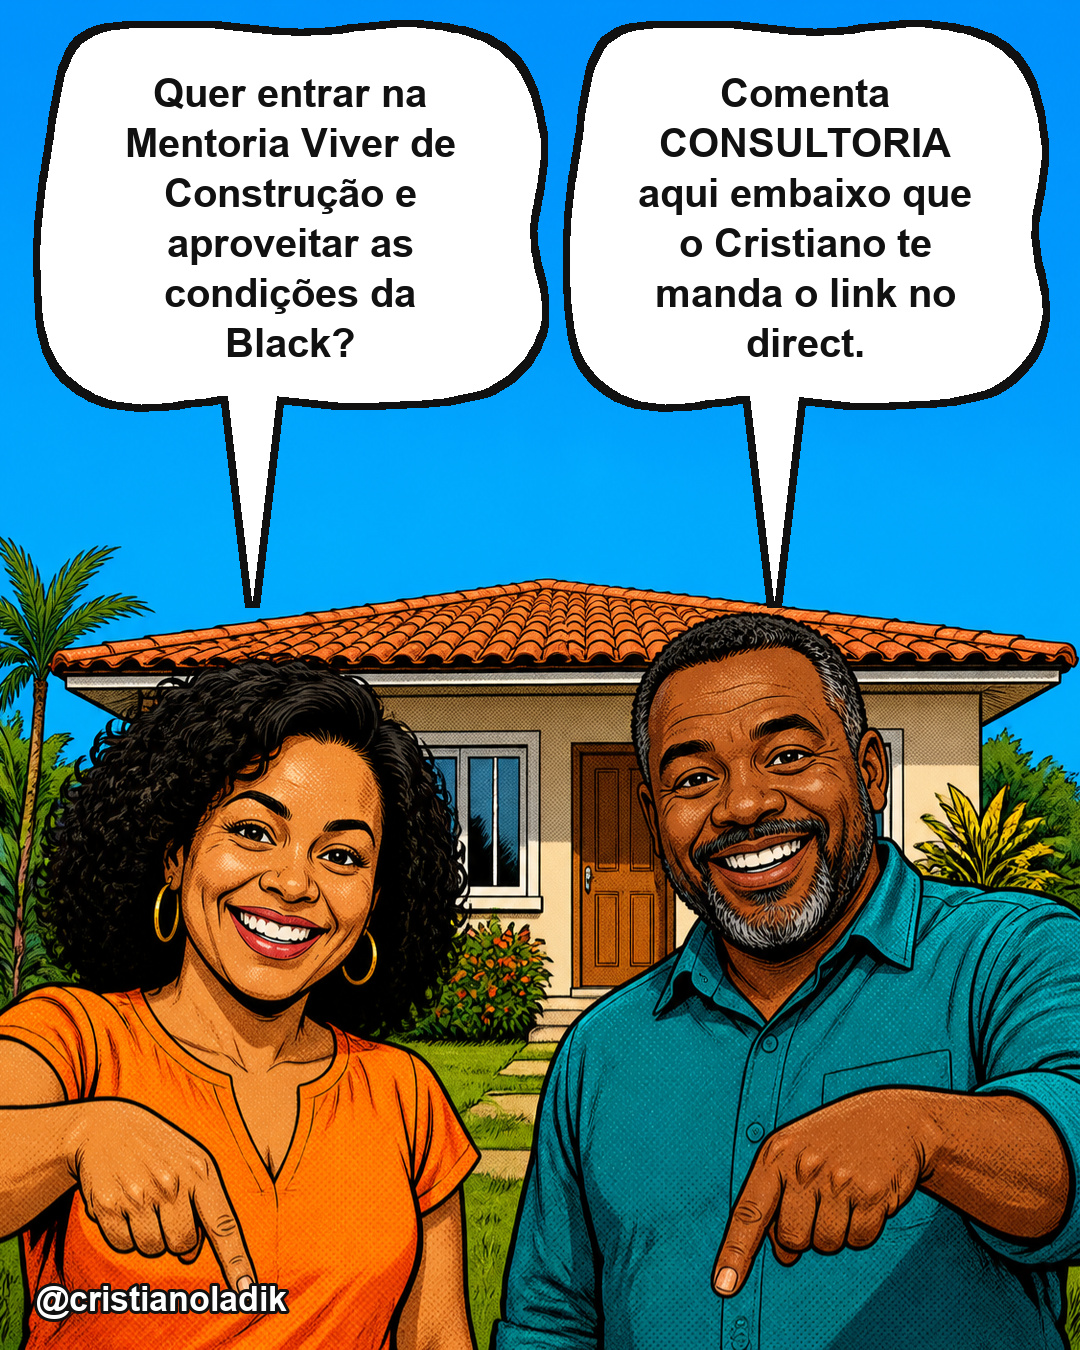 Quer entrar na
Mentoria Viver de
Construção e
aproveitar as
condições da
Black?
Comenta
CONSULTORIA
aqui embaixo que
o Cristiano te
manda o link no
direct.
@cristianoladik